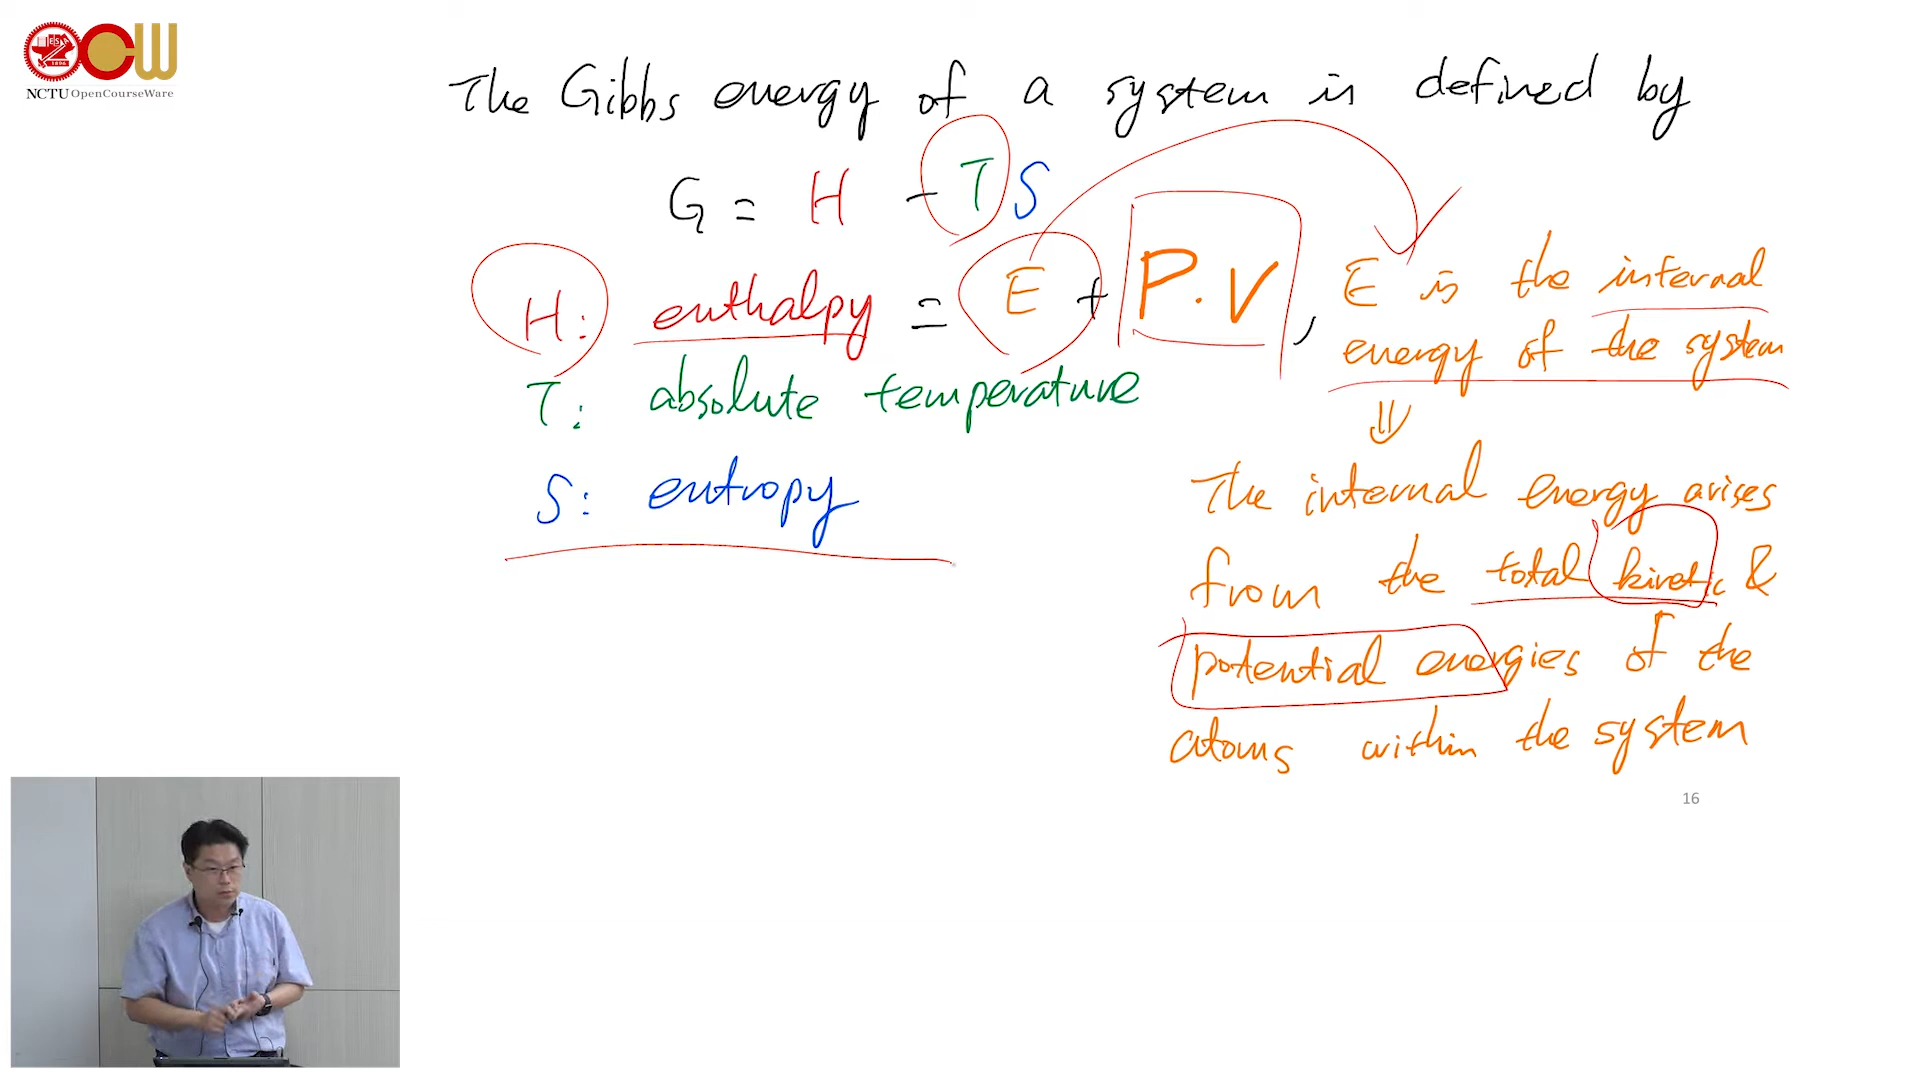 NCTU OpenCourseWare
The Gibbs energy of a system is defined by
G = H - TS
H: enthalpy = E + P.V, E is the internal
energy of the system
T: absolute temperature
⇓
S: entropy
The internal energy arises
from the total kinetic &
potential energies of the
atoms within the system
16